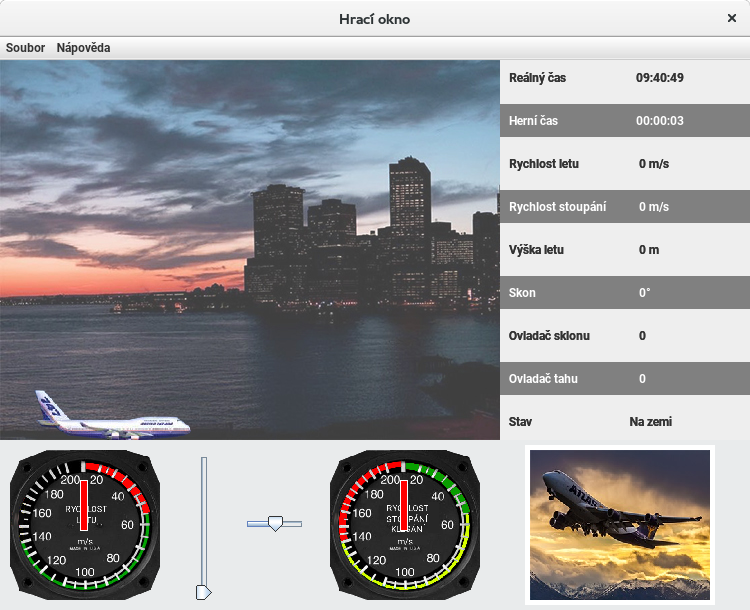 Hrací okno
Soubor Nápověda
Reálný čas 09:40:49
Herní čas 00:00:03
Rychlost letu 0 m/s
Rychlost stoupání 0 m/s
Výška letu 0 m
Skon 0°
Ovladač sklonu 0
Ovladač tahu 0
Stav Na zemi
747
200 20
180 40
160 60
140 80
120 100
RYCHLOST
LETU
m/s
MADE IN U.S.A
200 20
180 40
160 60
140 80
120 100
m/s
MADE IN U.S.A